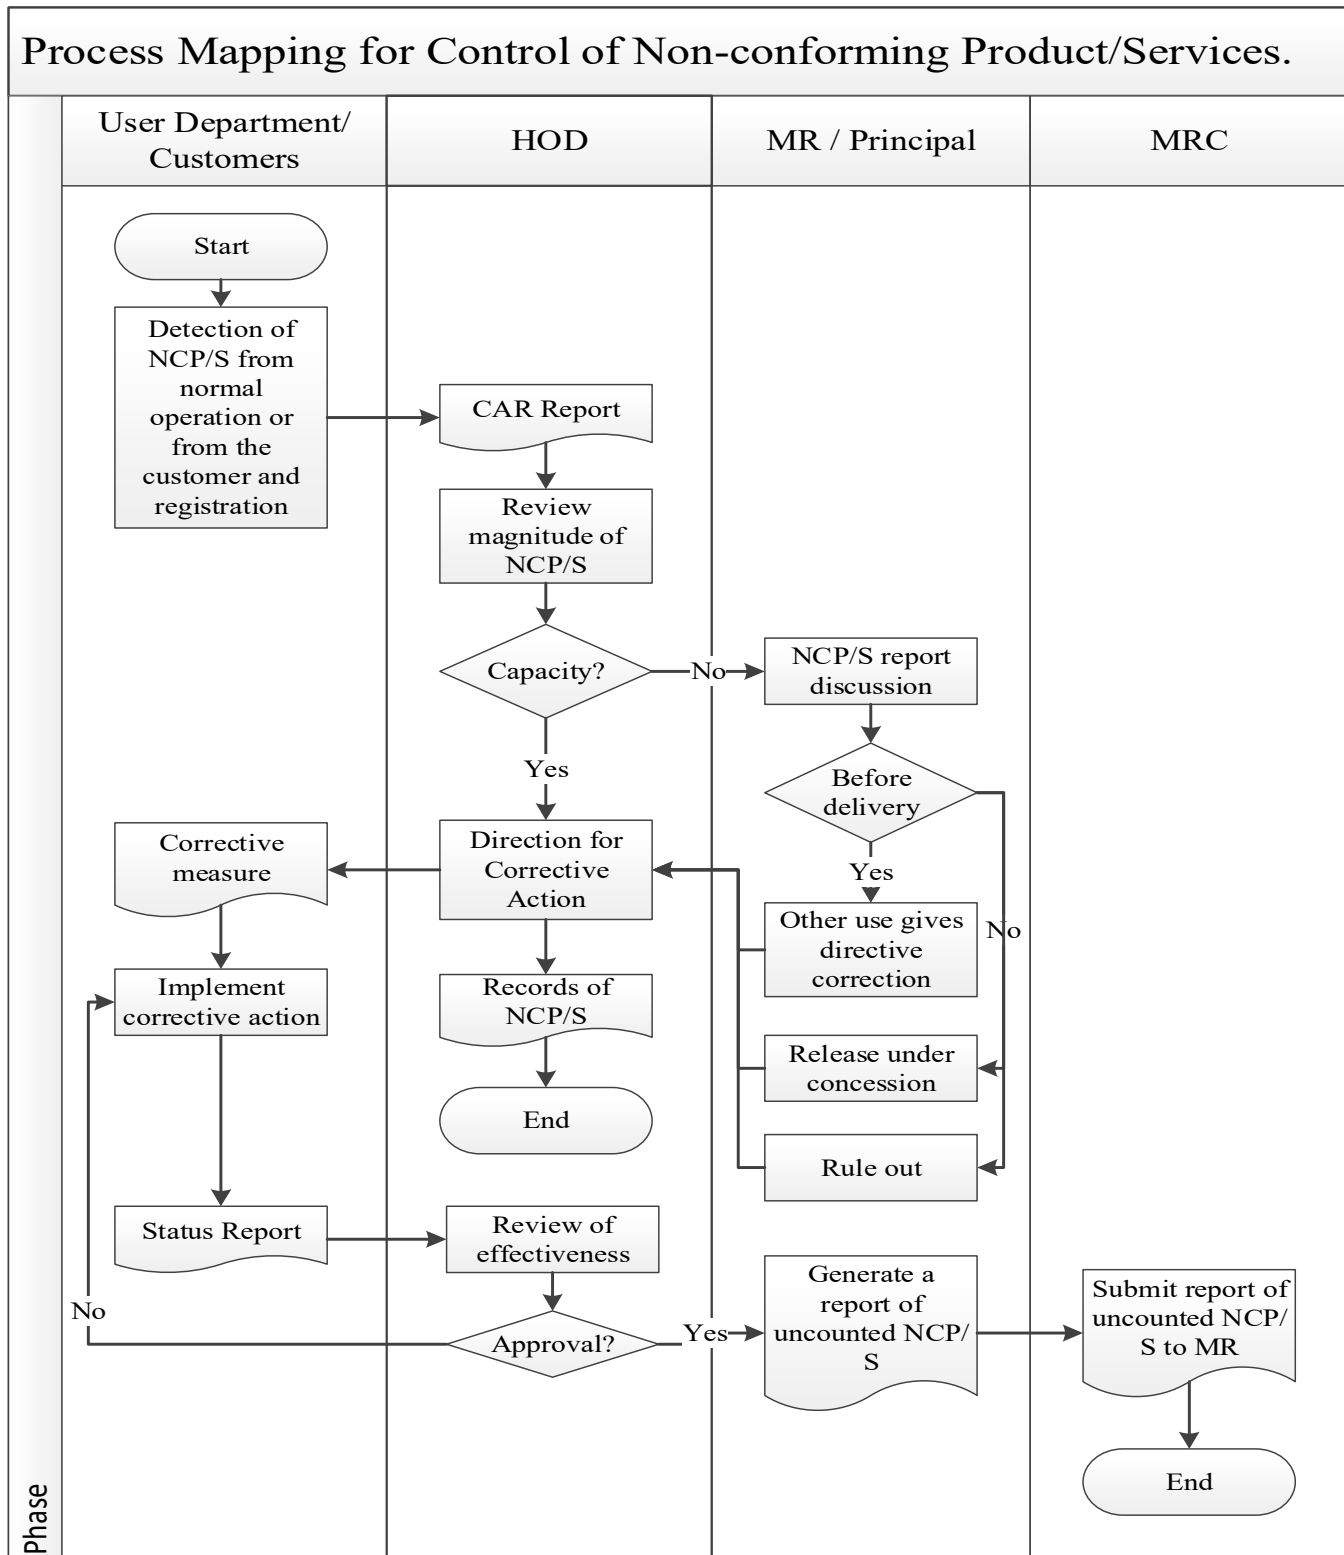 Process Mapping for Control of Non-conforming Product/Services.
User Department/
Customers
HOD
MR / Principal
MRC
Start
Detection of
NCP/S from
normal
operation or
from the
customer and
registration
CAR Report
Review
magnitude of
NCP/S
Capacity?
No
NCP/S report
discussion
Yes
Before
delivery
Yes
No
Corrective
measure
Direction for
Corrective
Action
Other use gives
directive
correction
Implement
corrective action
Records of
NCP/S
Release under
concession
End
Rule out
Status Report
Review of
effectiveness
No
Approval?
Yes
Generate a
report of
uncounted NCP/
S
Submit report of
uncounted NCP/
S to MR
End
Phase